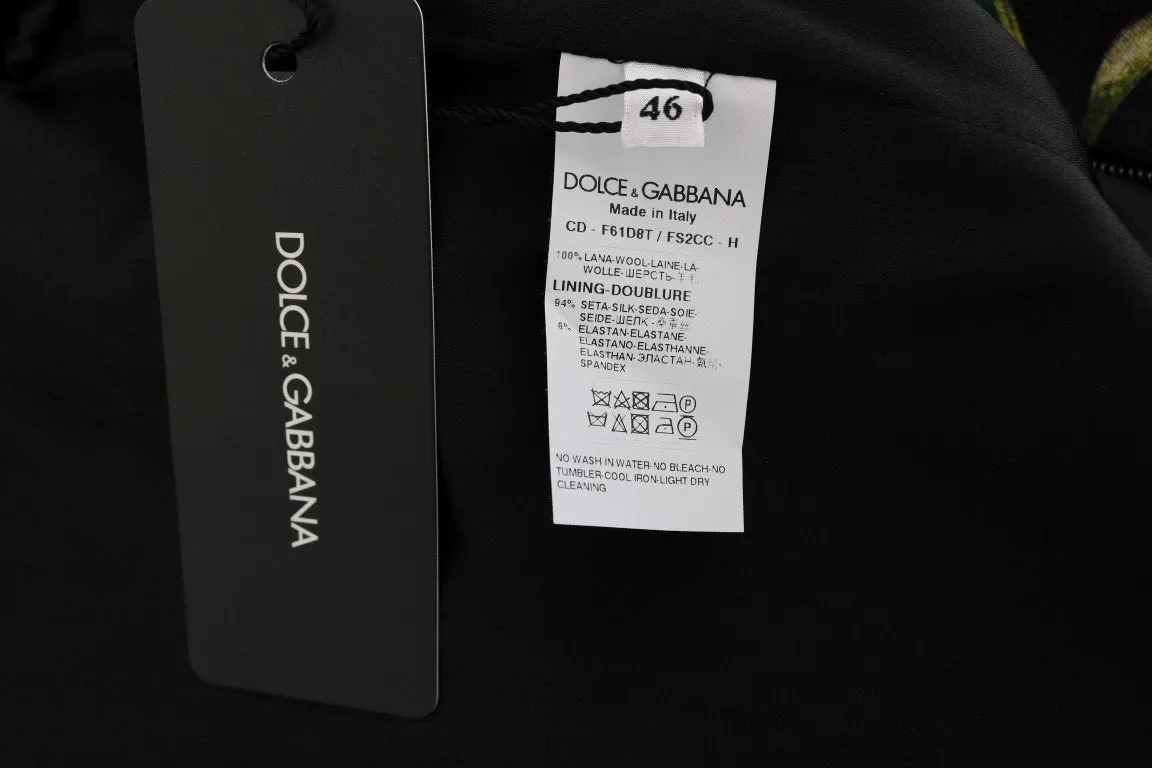 DOLCE & GABBANA
46
DOLCE & GABBANA
Made in Italy
CD - F61D8T / FS2CC - H
100% LANA-WOOL-LAINE-LA-
WOLLE-ШЕРСТЬ-羊毛.
LINING-DOUBLURE
94% SETA-SILK-SEDA-SOIE-
SEIDE-ШЕЛК-
6% ELASTAN-ELASTANE-
ELASTANO-ELASTHANNE-
ELASTHAN-ЭЛАСТАН-
SPANDEX
P
P
NO WASH IN WATER-NO BLEACH-NO
TUMBLER-COOL IRON-LIGHT DRY
CLEANING